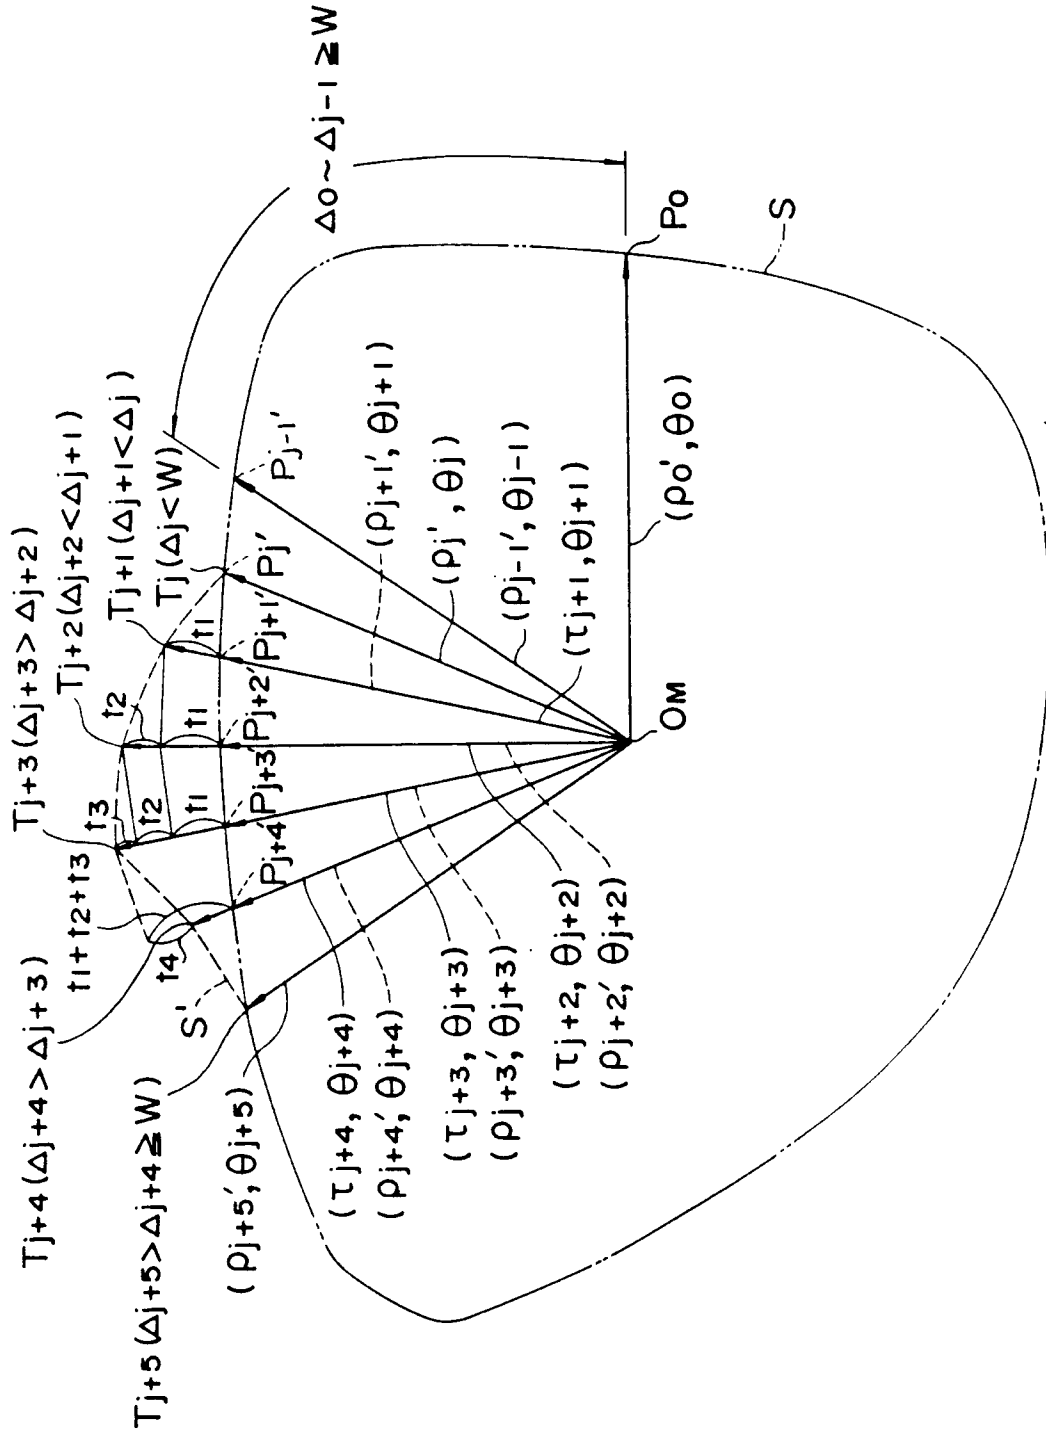 Tj+5 (Δj+5 > Δj+4 ≧ W)
Tj+4 (Δj+4 > Δj+3)
t1+t2+t3
Tj+3 (Δj+3 > Δj+2)
Tj+2 (Δj+2 < Δj+1)
Tj+1 (Δj+1 < Δj)
Tj (Δj < W)
Δ0 ~ Δj-1 ≧ W
S'
t4
t3
t2
t1
t2
t1
t1
Pj+4'
Pj+3'
Pj+2'
Pj+1'
Pj'
Pj-1'
(ρj+5', θj+5)
(τj+4, θj+4)
(ρj+4', θj+4)
(τj+3, θj+3)
(ρj+3', θj+3)
(τj+2, θj+2)
(ρj+2', θj+2)
(ρj+1', θj+1)
(ρj', θj)
(ρj-1', θj-1)
(τj+1, θj+1)
OM
(ρ0', θ0)
P0
S